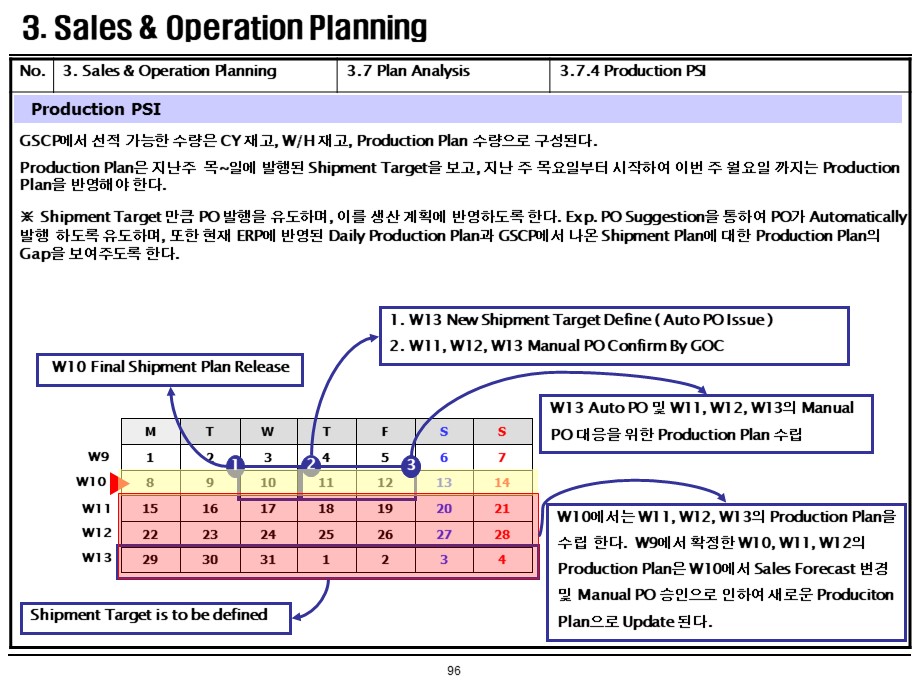 3. Sales & Operation Planning
No. 3. Sales & Operation Planning 3.7 Plan Analysis 3.7.4 Production PSI
Production PSI
GSCP에서 선적 가능한 수량은 CY 재고, W/H 재고, Production Plan 수량으로 구성된다.
Production Plan은 지난주 목~일에 발행된 Shipment Target을 보고, 지난 주 목요일부터 시작하여 이번 주 월요일 까지는 Production
Plan을 반영해야 한다.
※ Shipment Target 만큼 PO 발행을 유도하며, 이를 생산 계획에 반영하도록 한다. Exp. PO Suggestion을 통하여 PO가 Automatically
발행 하도록 유도하며, 또한 현재 ERP에 반영된 Daily Production Plan과 GSCP에서 나온 Shipment Plan에 대한 Production Plan의
Gap을 보여주도록 한다.
1. W13 New Shipment Target Define ( Auto PO Issue )
2. W11, W12, W13 Manual PO Confirm By GOC
W10 Final Shipment Plan Release
W13 Auto PO 및 W11, W12, W13의 Manual
PO 대응을 위한 Production Plan 수립
M T W T F S S
W9 1 2 3 4 5 6 7
1 2 3
W10 8 9 10 11 12 13 14
W11 15 16 17 18 19 20 21
W12 22 23 24 25 26 27 28
W13 29 30 31 1 2 3 4
W10에서는 W11, W12, W13의 Production Plan을
수립 한다. W9에서 확정한 W10, W11, W12의
Production Plan은 W10에서 Sales Forecast 변경
및 Manual PO 승인으로 인하여 새로운 Produciton
Plan으로 Update 된다.
Shipment Target is to be defined
96